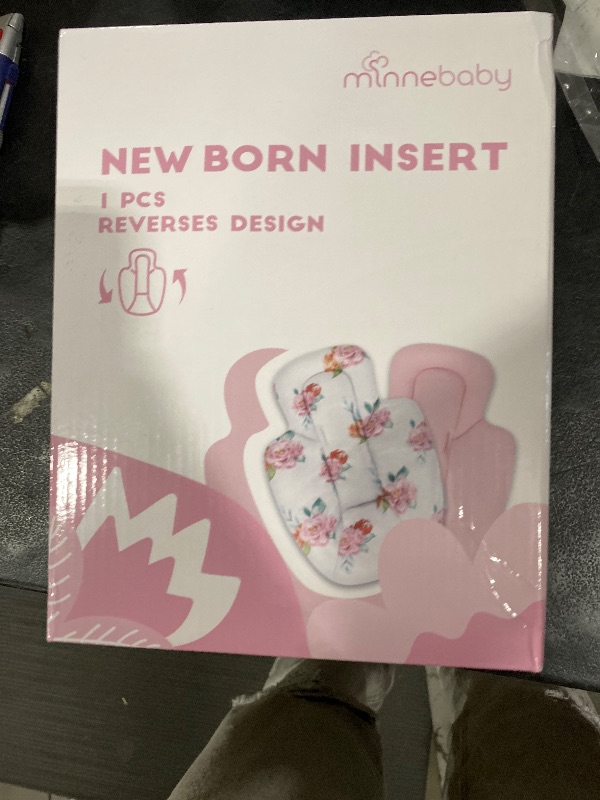 minnebaby
NEW BORN INSERT
1 PCS
REVERSES DESIGN